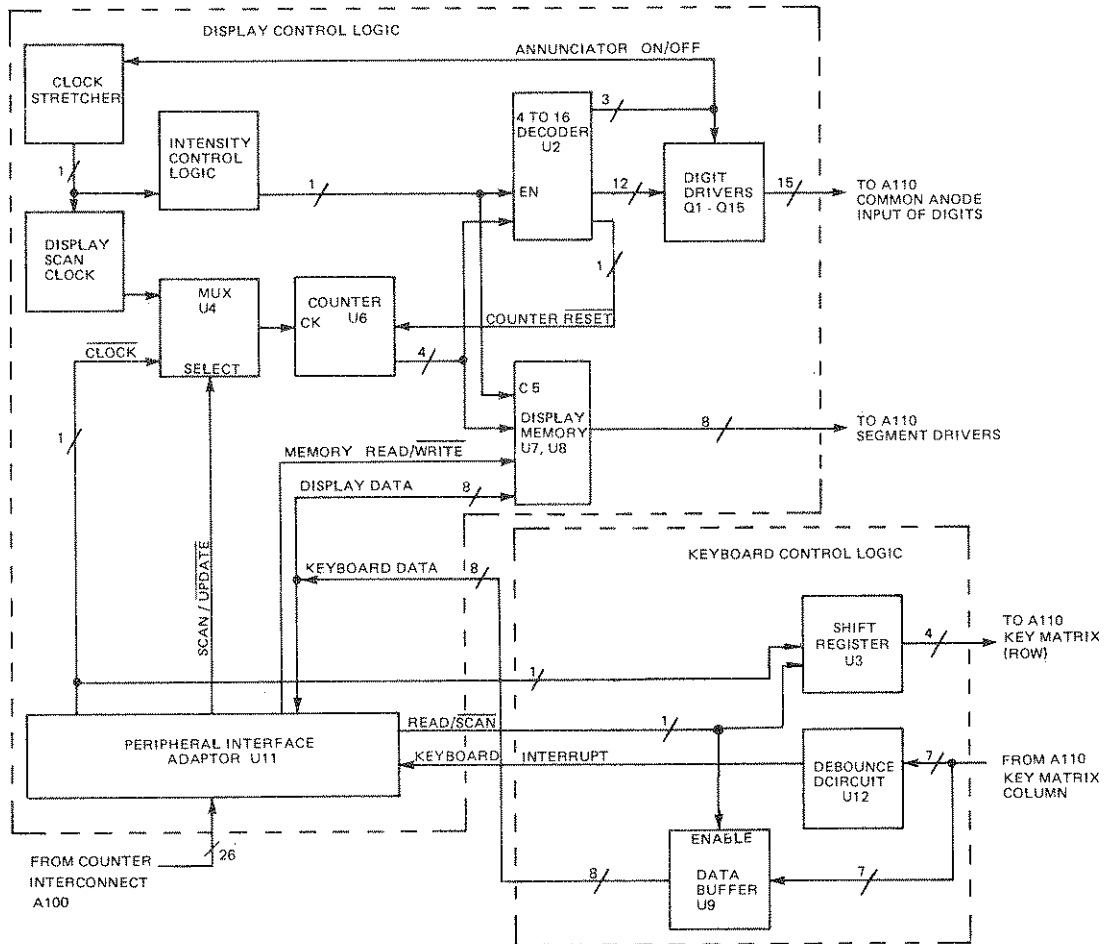 DISPLAY CONTROL LOGIC
ANNUNCIATOR ON/OFF
CLOCK
STRETCHER
1
INTENSITY
CONTROL
LOGIC
1
4 TO 16
DECODER
U2
EN
3
12
1
DIGIT
DRIVERS
Q1 - Q15
15
TO A110
COMMON ANODE
INPUT OF DIGITS
DISPLAY
SCAN
CLOCK
MUX
U4
SELECT
COUNTER
U6
CK
COUNTER RESET
4
CLOCK
1
C5
DISPLAY
MEMORY
U7, U8
8
TO A110
SEGMENT DRIVERS
MEMORY READ/WRITE
DISPLAY DATA
8
SCAN / UPDATE
KEYBOARD DATA
8
KEYBOARD CONTROL LOGIC
SHIFT
REGISTER
U3
4
TO A110
KEY MATRIX
(ROW)
1
PERIPHERAL INTERFACE
ADAPTOR U11
READ/SCAN
1
KEYBOARD INTERRUPT
DEBOUNCE
DCIRCUIT
U12
7
FROM A110
KEY MATRIX
COLUMN
26
FROM COUNTER
INTERCONNECT
A100
ENABLE
DATA
BUFFER
U9
8
7